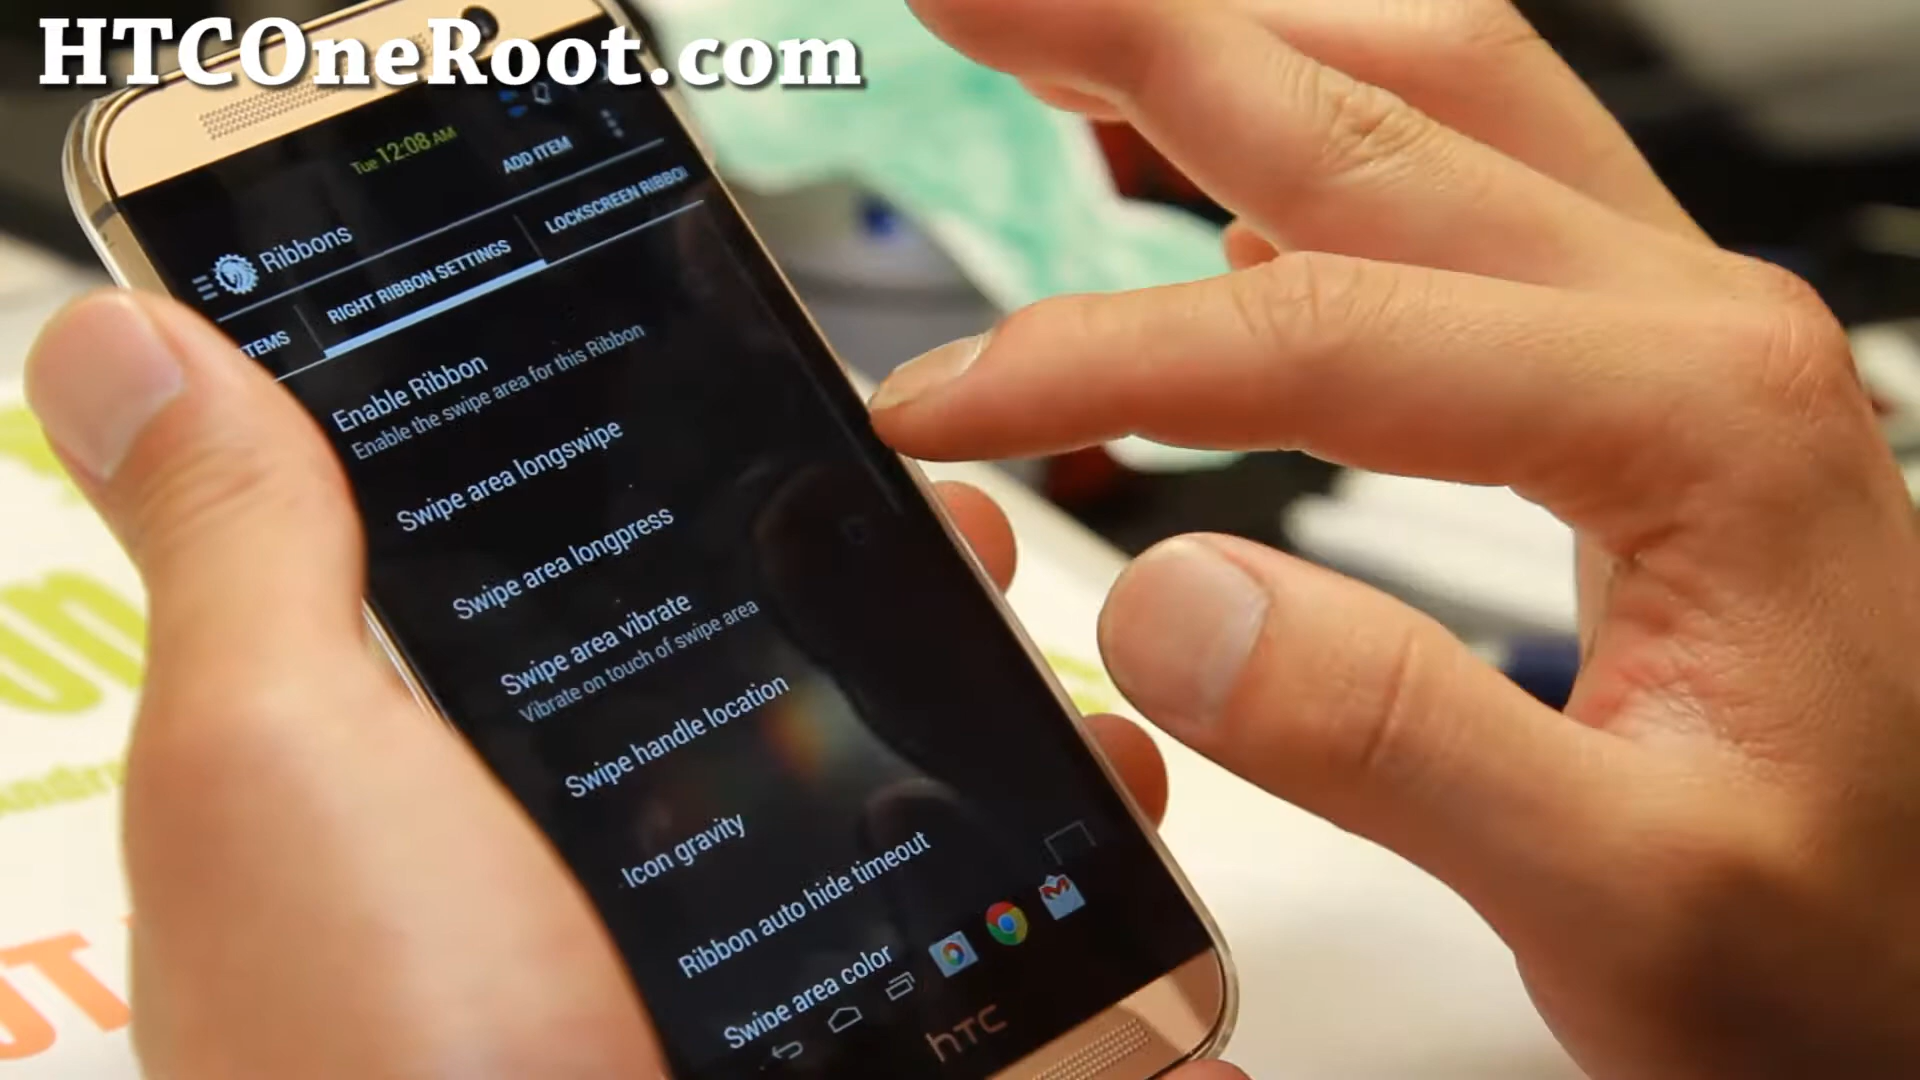 HTCOneRoot.com
Tue 12:08 AM
Ribbons
ADD ITEM
TEMS
RIGHT RIBBON SETTINGS
LOCKSCREEN RIBBO
Enable Ribbon
Enable the swipe area for this Ribbon
Swipe area longswipe
Swipe area longpress
Swipe area vibrate
Vibrate on touch of swipe area
Swipe handle location
Icon gravity
Ribbon auto hide timeout
Swipe area color
hTC